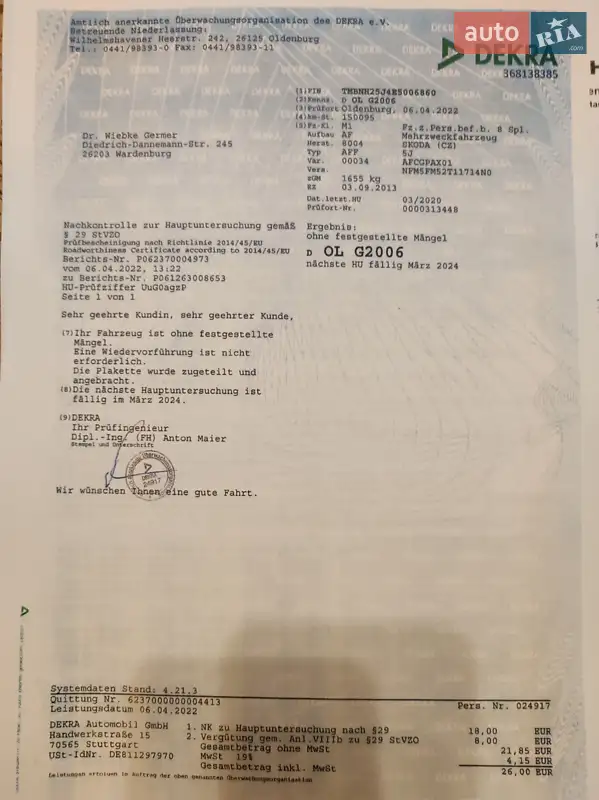 Amtlich anerkannte Überwachungsorganisation des DEKRA e.V.
Betreuende Niederlassung:
Wilhelmshavener Heerstr. 242, 26125 Oldenburg
Tel.: 0441/98393-0 Fax: 0441/98393-11
auto RIA .com
DEKRA
368138385
(1) FIN TMBNH25J4E5006860
(2) Kennz. D OL G2006
(3) Prüfort Oldenburg, 06.04.2022
(4) km-St. 150095
(5) Fz-Kl. M1 Fz.z.Pers.bef.b. 8 Spl.
Aufbau AF Mehrzweckfahrzeug
Herst. 8004 SKODA (CZ)
Typ AFF 5J
Var. 00034 AFCGPAX01
Vers. NFM5FM52T11714N0
zGM 1655 kg
EZ 03.09.2013
Dat.letzt.HU 03/2020
Prüfort-Nr. 0000313448
Dr. Wiebke Germer
Diedrich-Dannemann-Str. 245
26203 Wardenburg
Nachkontrolle zur Hauptuntersuchung gemäß
§ 29 StVZO
Prüfbescheinigung nach Richtlinie 2014/45/EU
Roadworthiness Certificate according to 2014/45/EU
Berichts-Nr. P062370004973
vom 06.04.2022, 13:22
zu Berichts-Nr. P061263008653
HU-Prüfziffer UuG0agzP
Seite 1 von 1
Ergebnis:
ohne festgestellte Mängel
D OL G2006
nächste HU fällig März 2024
Sehr geehrte Kundin, sehr geehrter Kunde,
(7) Ihr Fahrzeug ist ohne festgestellte
Mängel.
Eine Wiedervorführung ist nicht
erforderlich.
Die Plakette wurde zugeteilt und
angebracht.
(8) Die nächste Hauptuntersuchung ist
fällig im März 2024.
(9) DEKRA
Ihr Prüfingenieur
Dipl.-Ing. (FH) Anton Maier
Stempel und Unterschrift
Wir wünschen Ihnen eine gute Fahrt.
Systemdaten Stand: 4.21.3
Quittung Nr. 6237000000004413
Leistungsdatum 06.04.2022
Pers. Nr. 024917
DEKRA Automobil GmbH
Handwerkstraße 15
70565 Stuttgart
USt-IdNr. DE811297970
1. NK zu Hauptuntersuchung nach §29 18,00 EUR
2. Vergütung gem. Anl.VIIIb zu §29 StVZO 8,00 EUR
Gesamtbetrag ohne MwSt 21,85 EUR
MwSt 19% 4,15 EUR
Gesamtbetrag inkl. MwSt 26,00 EUR
Leistungen erfolgen im Auftrag der oben genannten Überwachungsorganisation